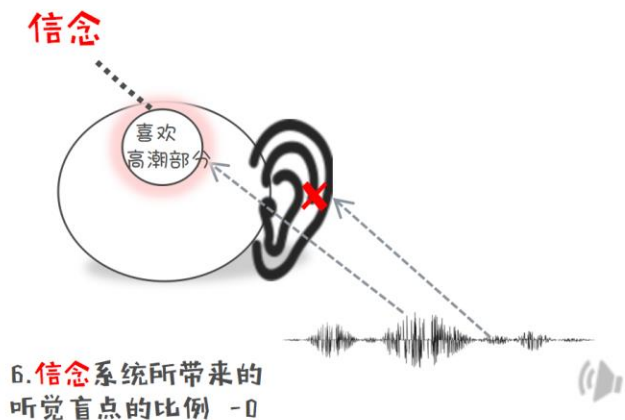 信念
喜欢
高潮部分
6.信念系统所带来的
听觉盲点的比例 -0